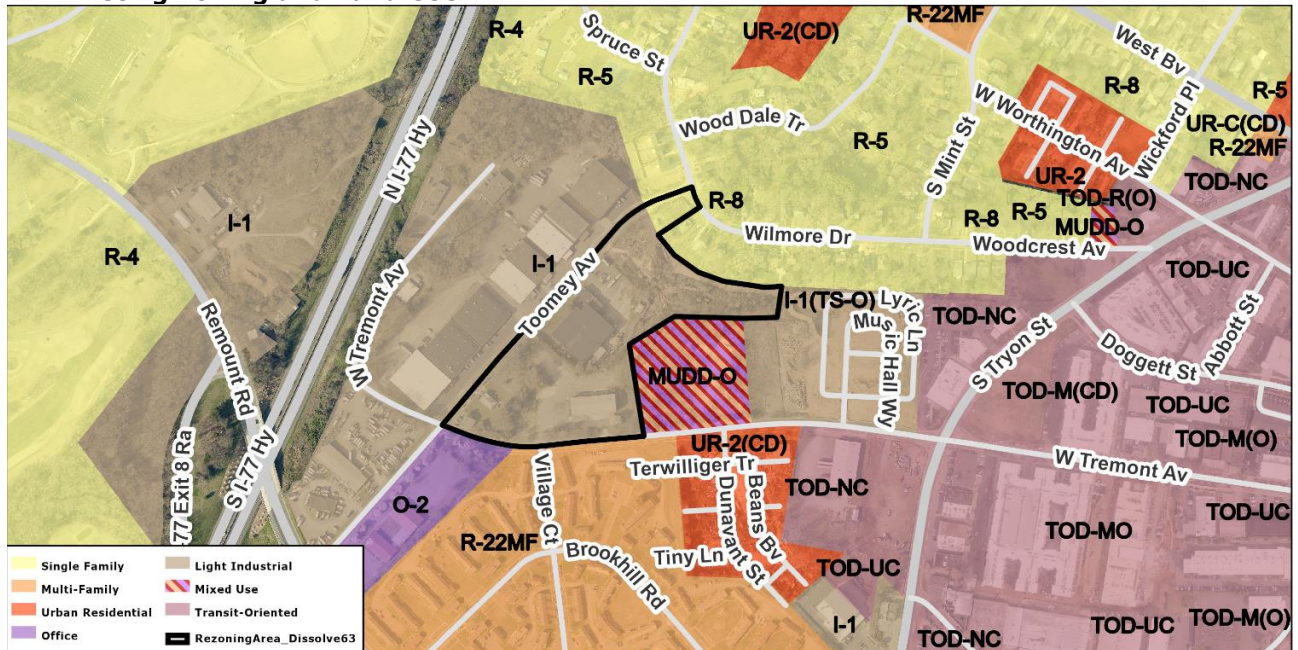 R-22MF
R-4
UR-2(CD)
Spruce St
West Bv
R-5
R-8
R-5
Wickford Pl
W Worthington Av
Wood Dale Tr
UR-C(CD)
R-5
S Mint St
R-22MF
N I-77 Hy
UR-2
TOD-NC
I-1
R-8
TOD-R(O)
R-8
R-5
MUDD-O
Wilmore Dr
Woodcrest Av
R-4
I-1
TOD-UC
Toomey Av
W Tremont Av
I-1(TS-O)
Lyric Ln
Remount Rd
Music Hall Wy
TOD-NC
S Tryon St
Doggett St
Abbott St
MUDD-O
TOD-M(CD)
TOD-UC
S I-77 Hy
77 Exit 8 Ra
UR-2(CD)
TOD-M(O)
Village Ct
Terwilliger Tr
W Tremont Av
O-2
Beans Bv
TOD-NC
Dunavant St
TOD-UC
R-22MF
TOD-MO
Brookhill Rd
Tiny Ln
TOD-UC
Single Family
Light Industrial
Multi-Family
Mixed Use
Urban Residential
Transit-Oriented
Office
RezoningArea_Dissolve63
I-1
TOD-NC
TOD-UC
TOD-M(O)